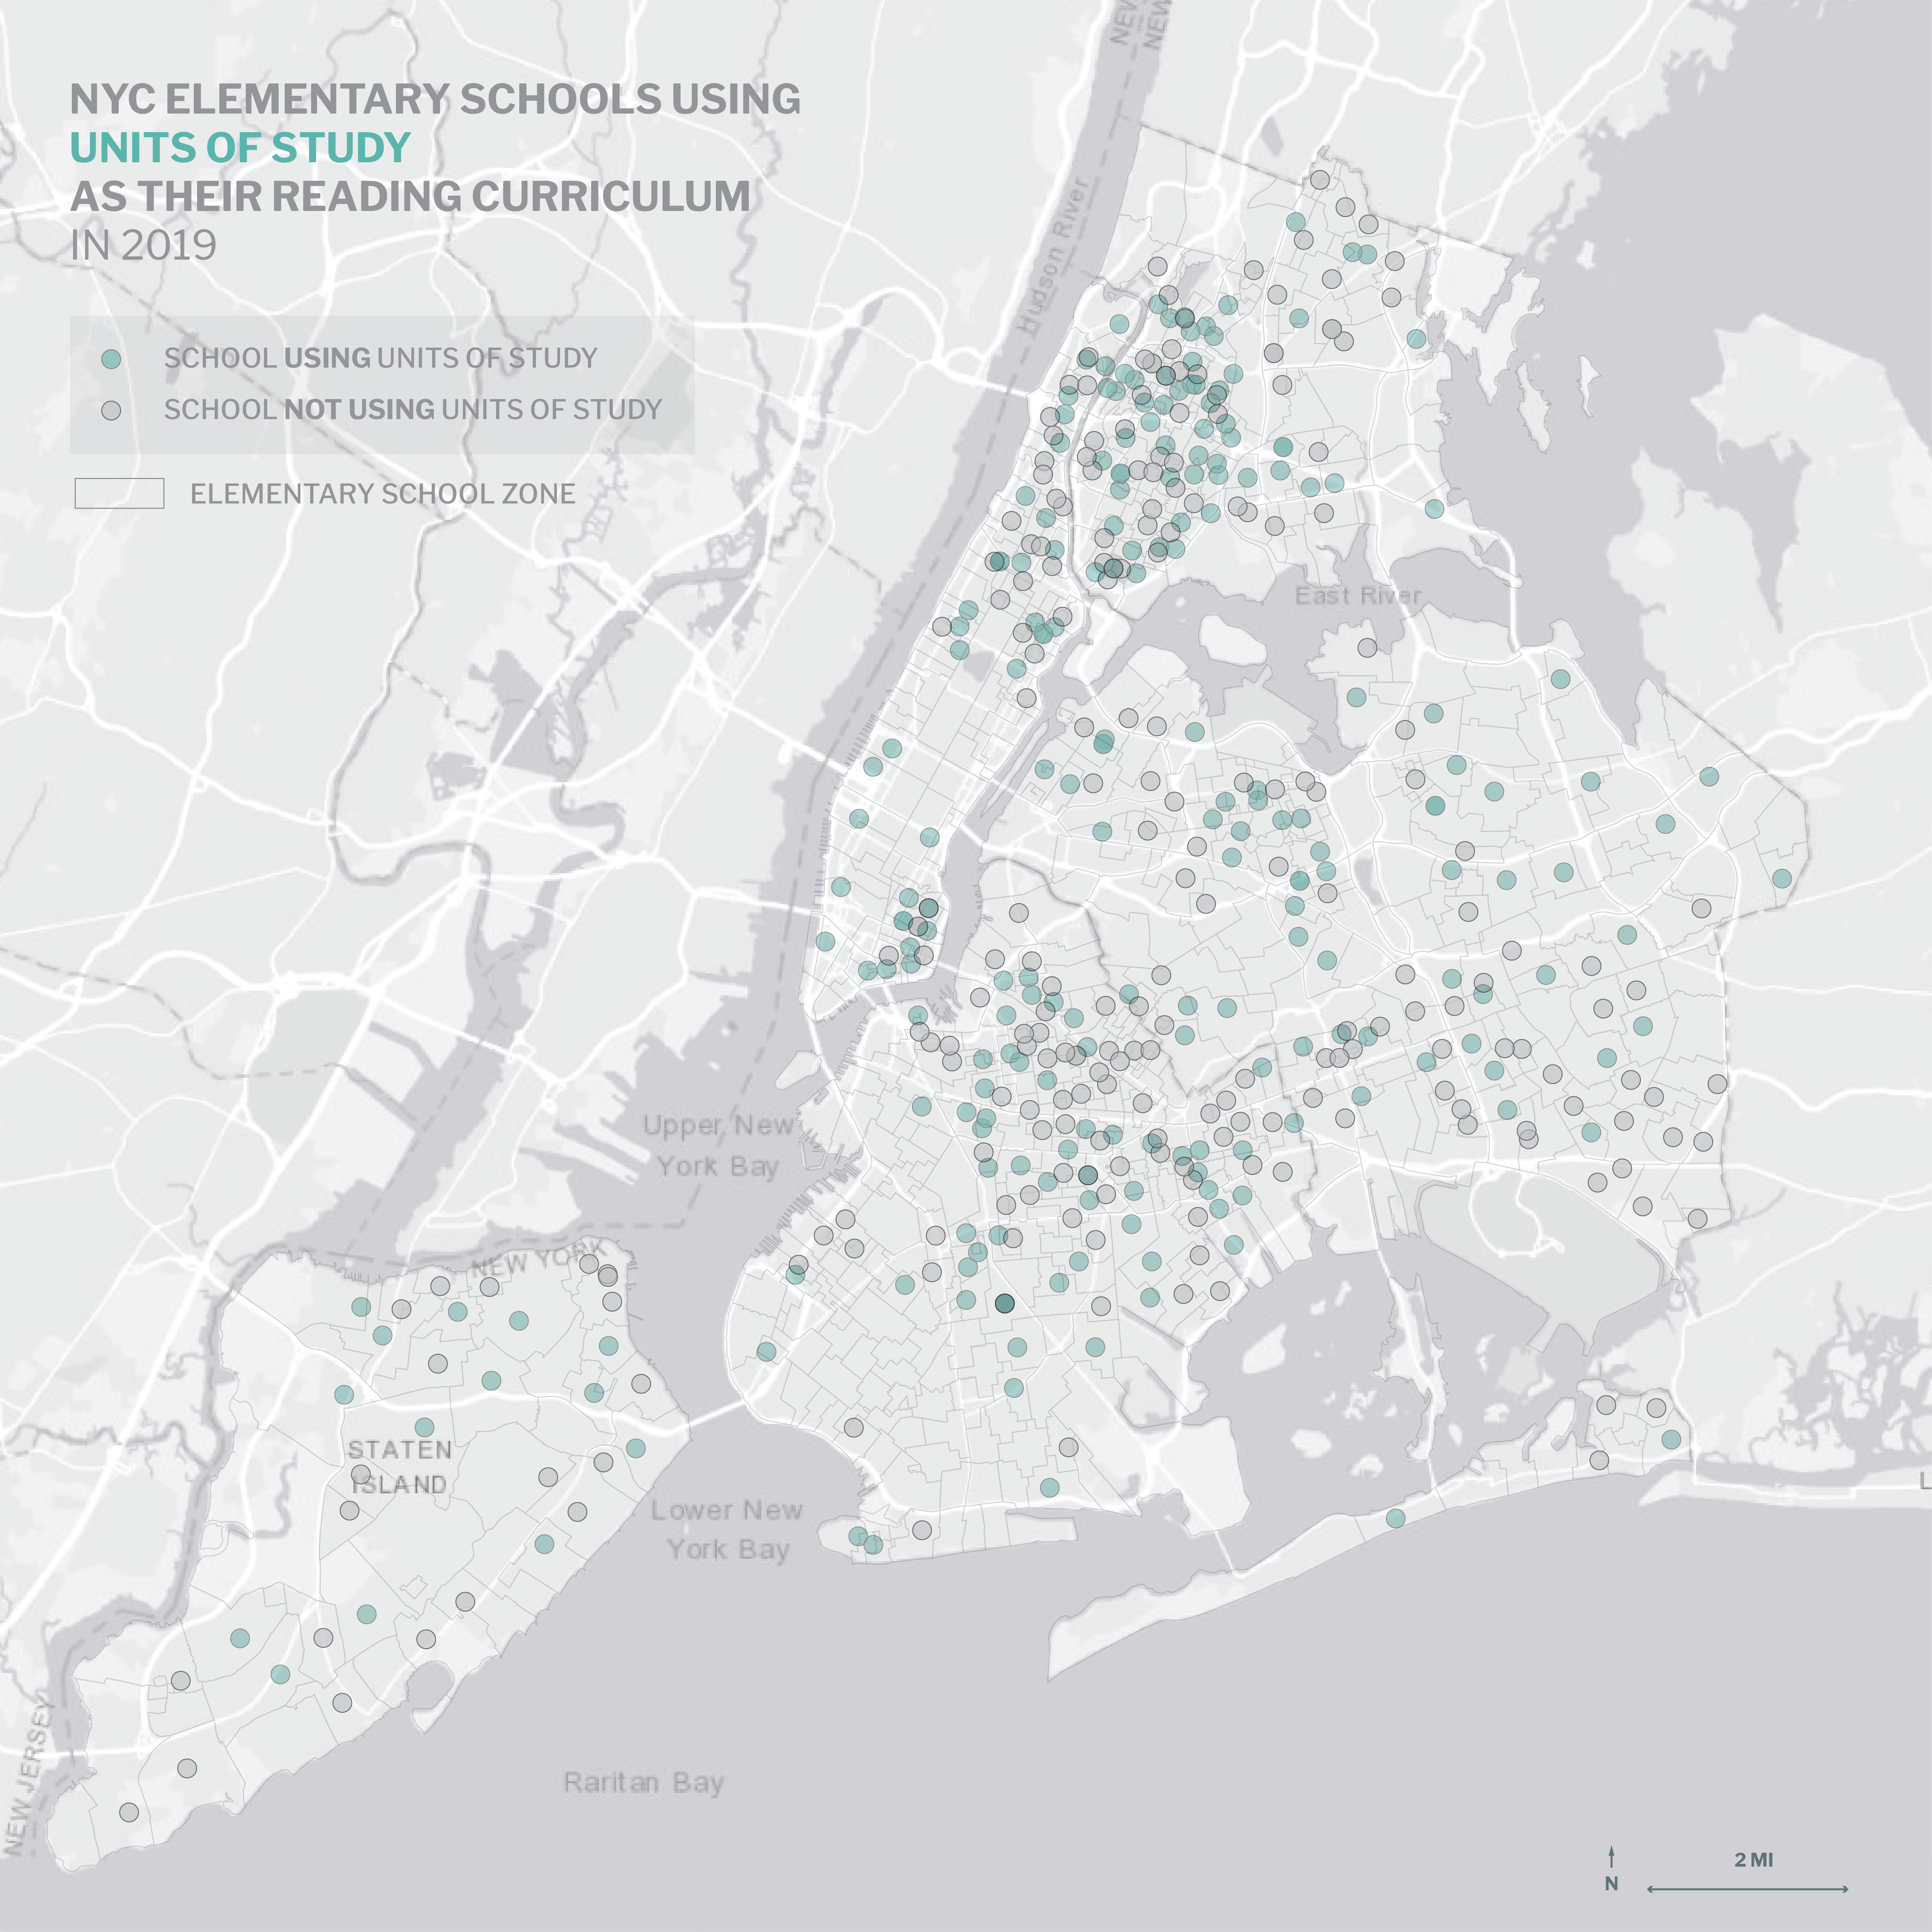 NYC ELEMENTARY SCHOOLS USING
UNITS OF STUDY
AS THEIR READING CURRICULUM
IN 2019
SCHOOL USING UNITS OF STUDY
SCHOOL NOT USING UNITS OF STUDY
ELEMENTARY SCHOOL ZONE
NEW
NEW
Hudson River
East River
Upper New
York Bay
NEW YORK
STATEN
ISLAND
Lower New
York Bay
L
NEW JERSEY
Raritan Bay
2 MI
N